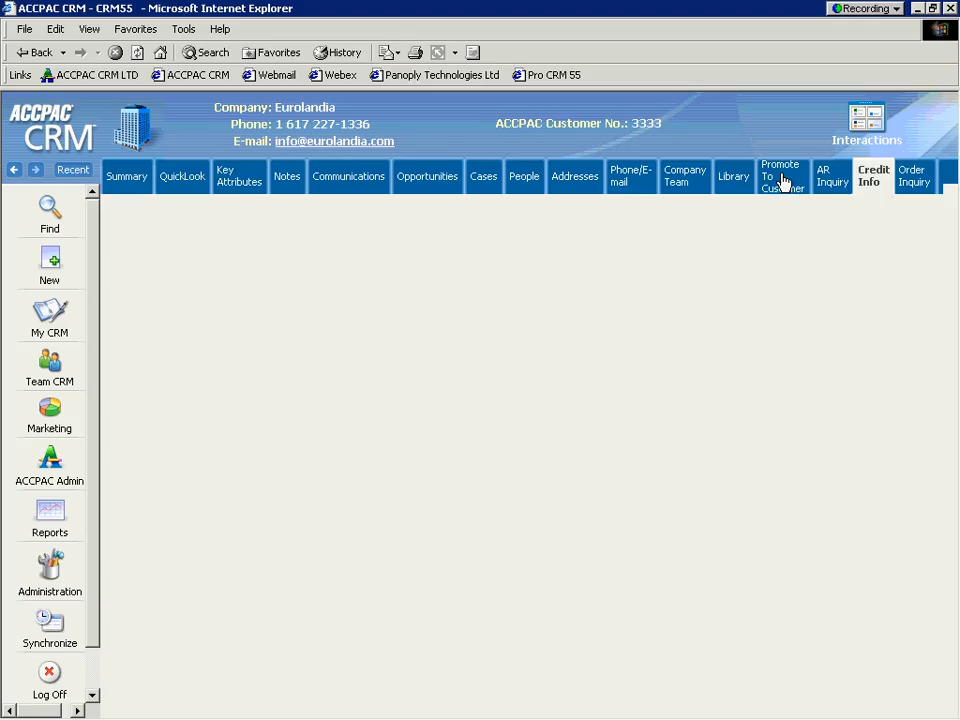 ACCPAC CRM - CRM55 - Microsoft Internet Explorer
Recording
File Edit View Favorites Tools Help
Back Search Favorites History
Links ACCPAC CRM LTD ACCPAC CRM Webmail Webex Panoply Technologies Ltd Pro CRM 55
ACCPAC
CRM
Company: Eurolandia
Phone: 1 617 227-1336
E-mail: info@eurolandia.com
ACCPAC Customer No.: 3333
Interactions
Recent
Summary
QuickLook
Key
Attributes
Notes
Communications
Opportunities
Cases
People
Addresses
Phone/E-
mail
Company
Team
Library
Promote
To
Customer
AR
Inquiry
Credit
Info
Order
Inquiry
Find
New
My CRM
Team CRM
Marketing
ACCPAC Admin
Reports
Administration
Synchronize
Log Off